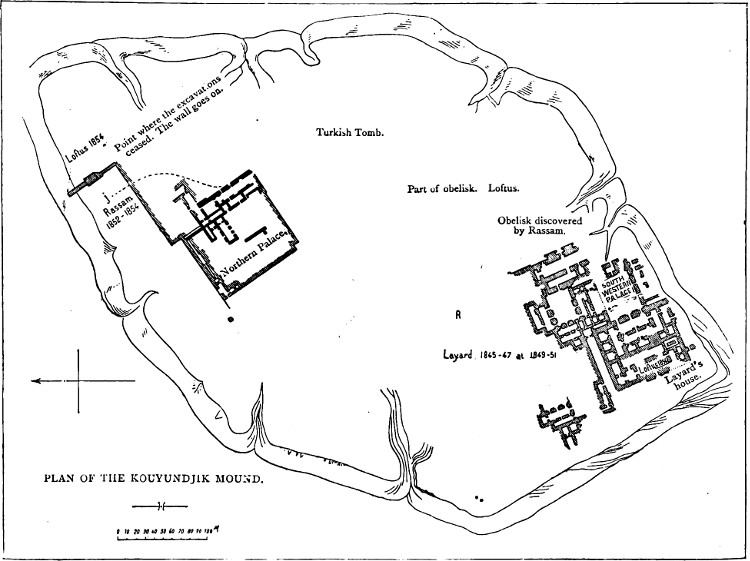 Loftus 1854
Point where the excavations
ceased. The wall goes on.
Turkish Tomb.
Rassam
1852-1854
Part of obelisk. Loftus.
Obelisk discovered
by Rassam.
Northern Palace.
SOUTH
WESTERN
PALACE
R
Layard. 1845-47 at 1849-51
Loftus
Layard's
house.
PLAN OF THE KOUYUNDJIK MOUND.
0 10 20 30 40 50 60 70 80 90 100 M